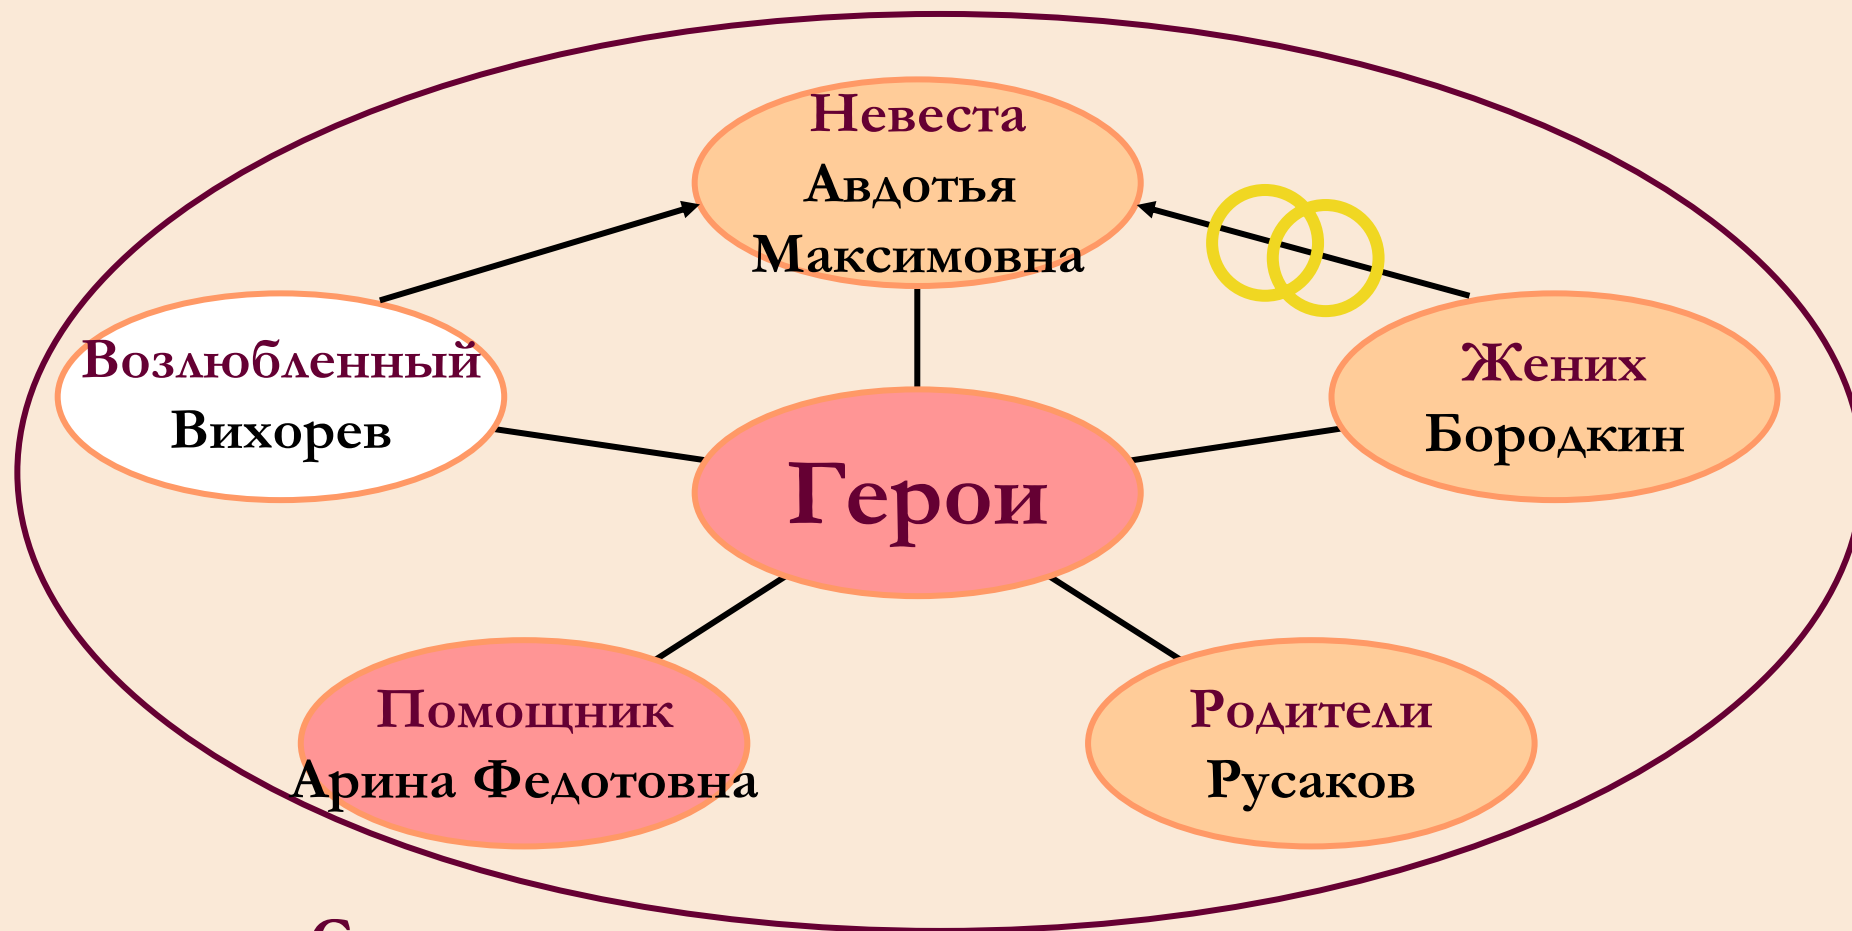 Невеста
Авдотья
Максимовна
Возлюбленный
Вихорев
Жених
Бородкин
Герои
Помощник
Арина Федотовна
Родители
Русаков